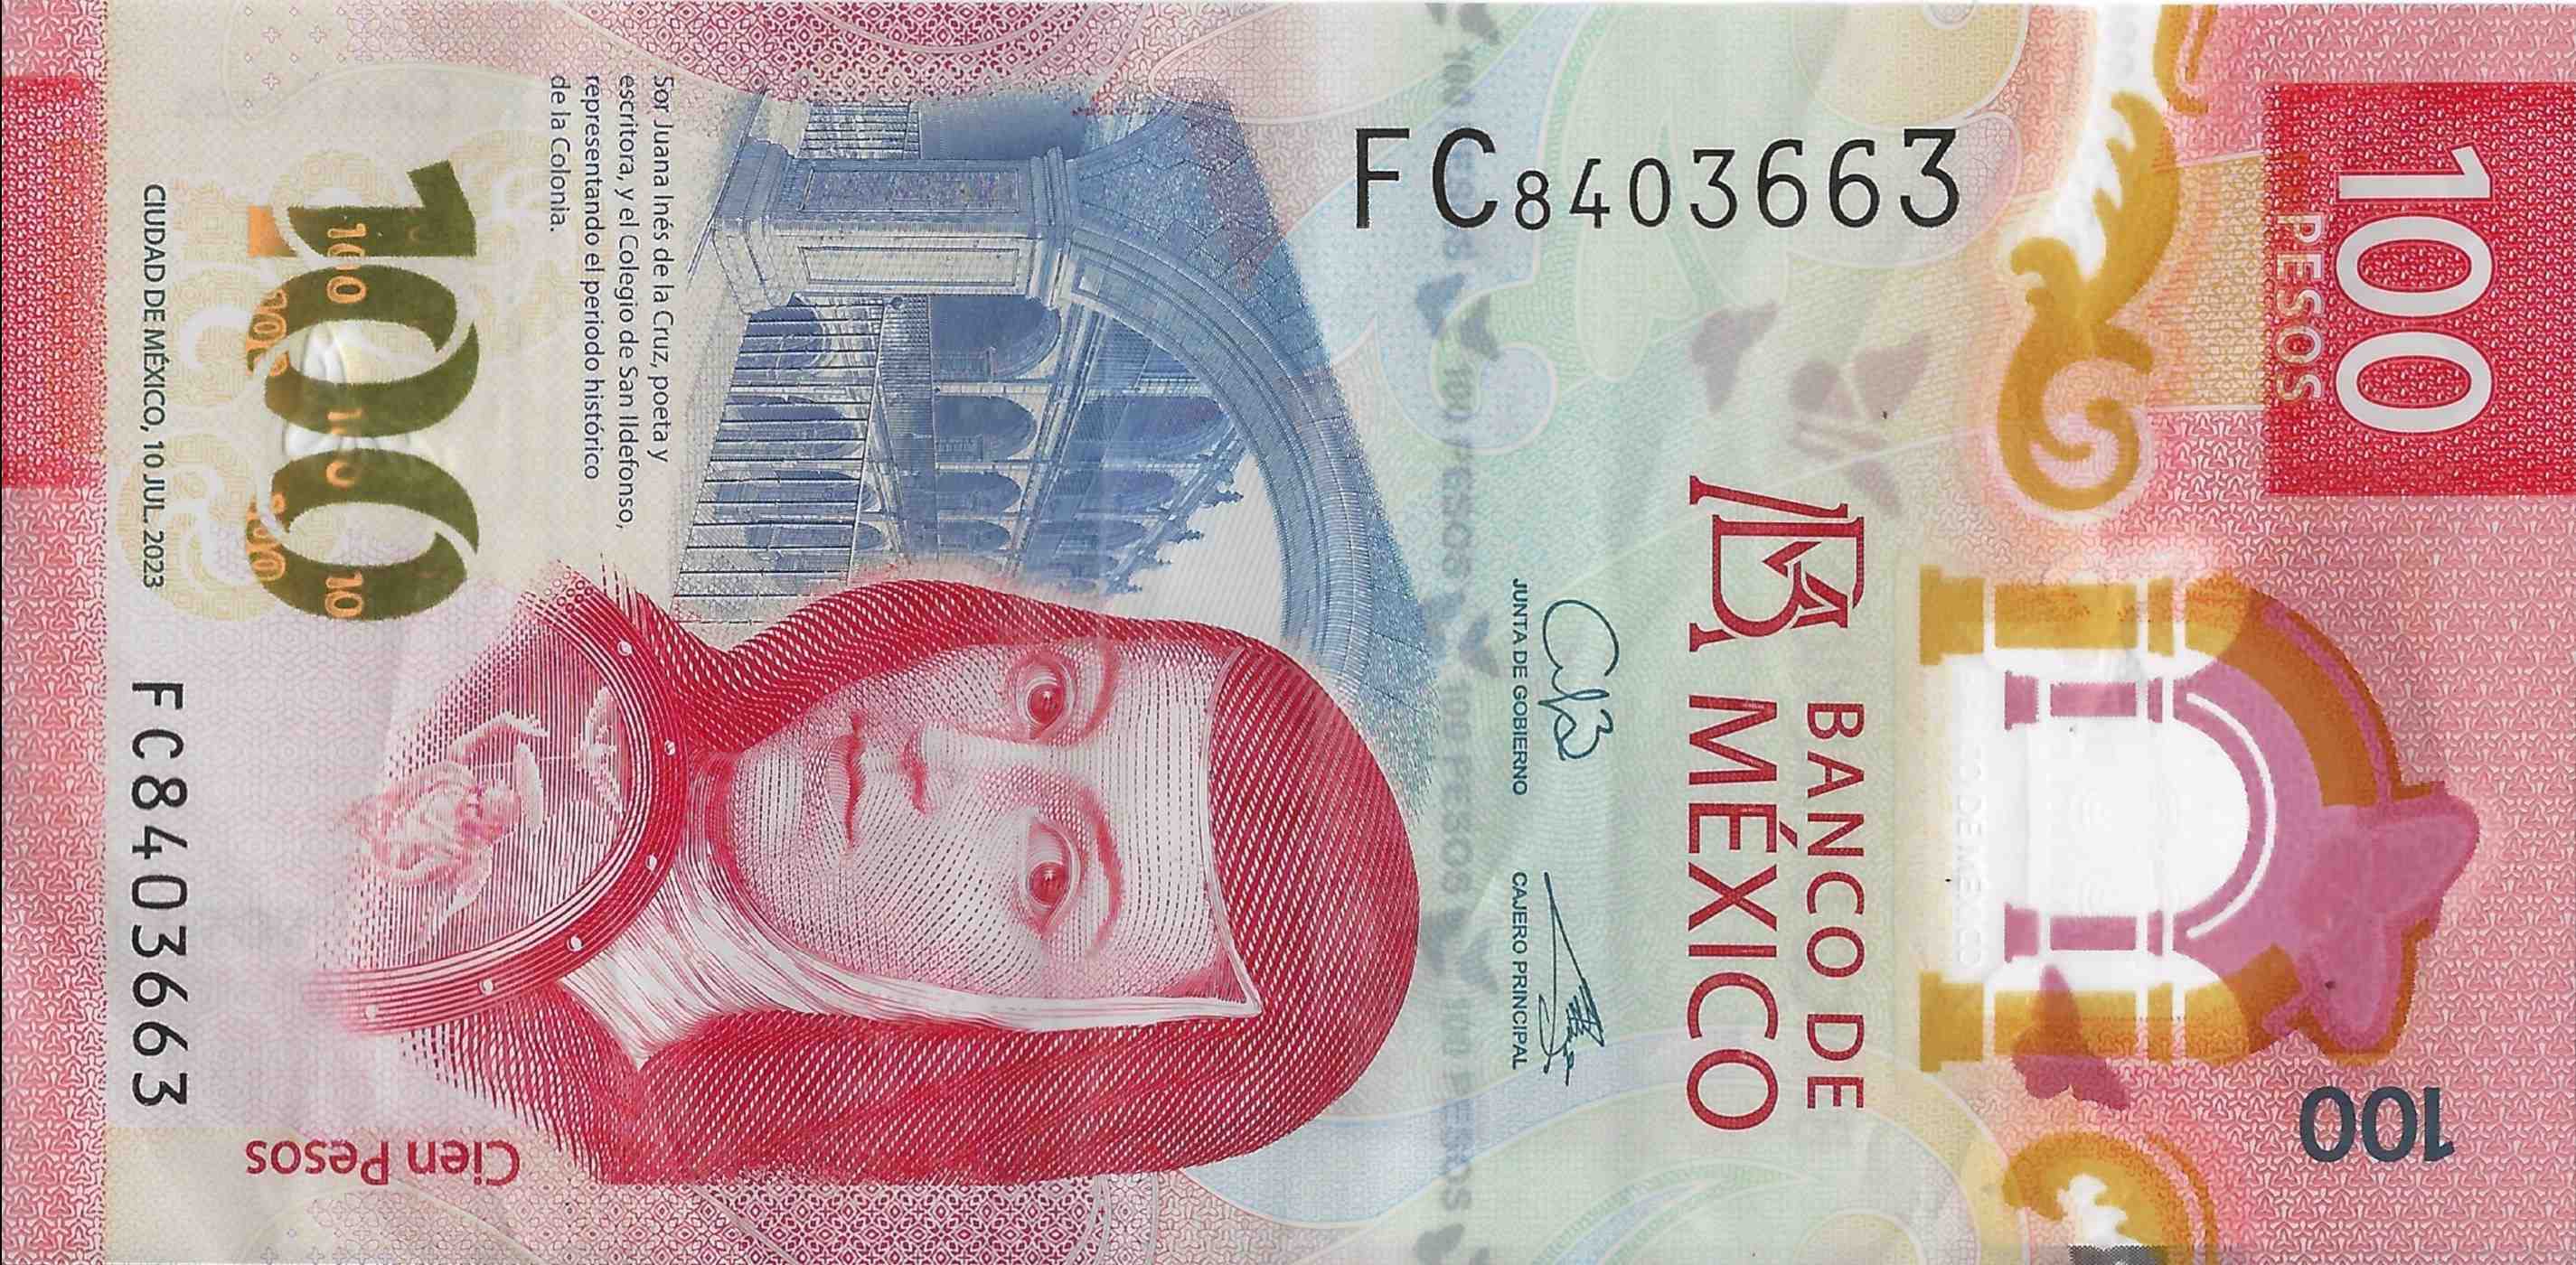 100
PESOS
100
BANCO DE
MÉXICO
FC8403663
JUNTA DE GOBIERNO
CAJERO PRINCIPAL
100 PESOS
Sor Juana Inés de la Cruz, poeta y
escritora, y el Colegio de San Ildefonso,
representando el periodo histórico
de la Colonia.
100
CIUDAD DE MÉXICO, 10 JUL. 2023
FC8403663
Cien Pesos